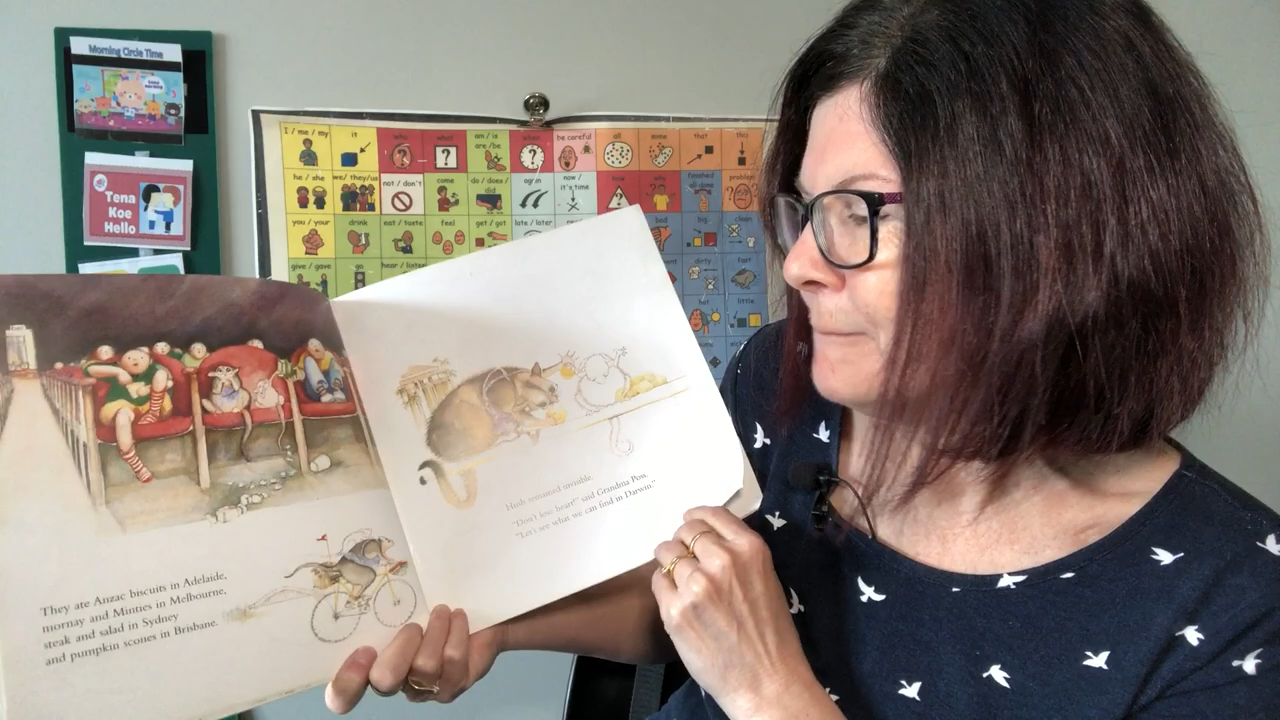 Morning Circle Time
Good morning
Tena
Koe
Hello
I / me / my
it
who
what
am / is
are / be
when
be careful
all
some
that
this
he / she
we / they/us
not / don't
come
do / does /
did
again
now /
it's time
how
why
finished
all done
problem
you / your
drink
eat / taste
feel
get / got
late / later
bad
big
clean
give / gave
go
hear / listen
dirty
fast
hot
little
They ate Anzac biscuits in Adelaide,
mornay and Minties in Melbourne,
steak and salad in Sydney
and pumpkin scones in Brisbane.
Hush remained invisible.
"Don't lose heart!" said Grandma Poss.
"Let's see what we can find in Darwin."